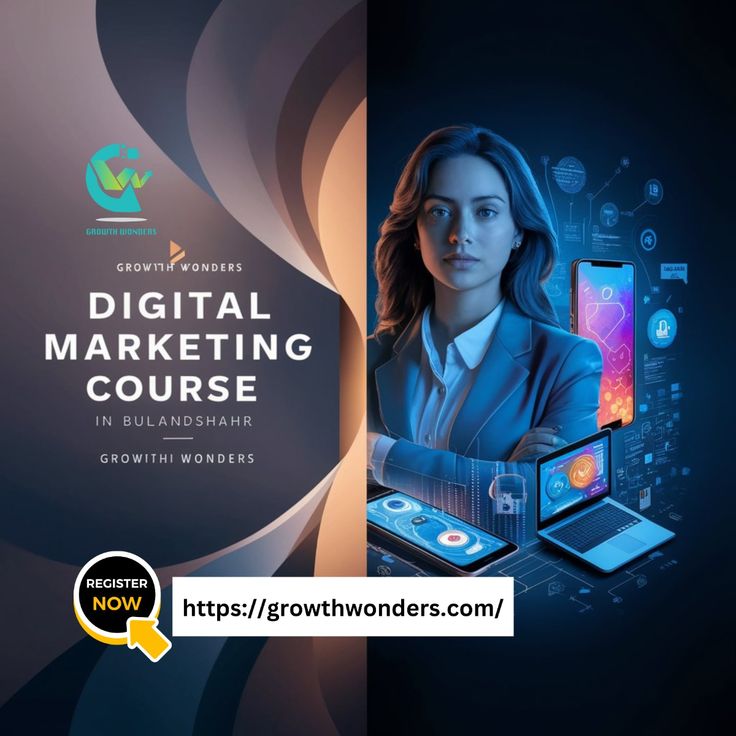 GROWTH WONDERS
GROWITH WONDERS
DIGITAL
MARKETING
COURSE
IN BULANDSHAHR
GROWITHI WONDERS
REGISTER
NOW
https://growthwonders.com/